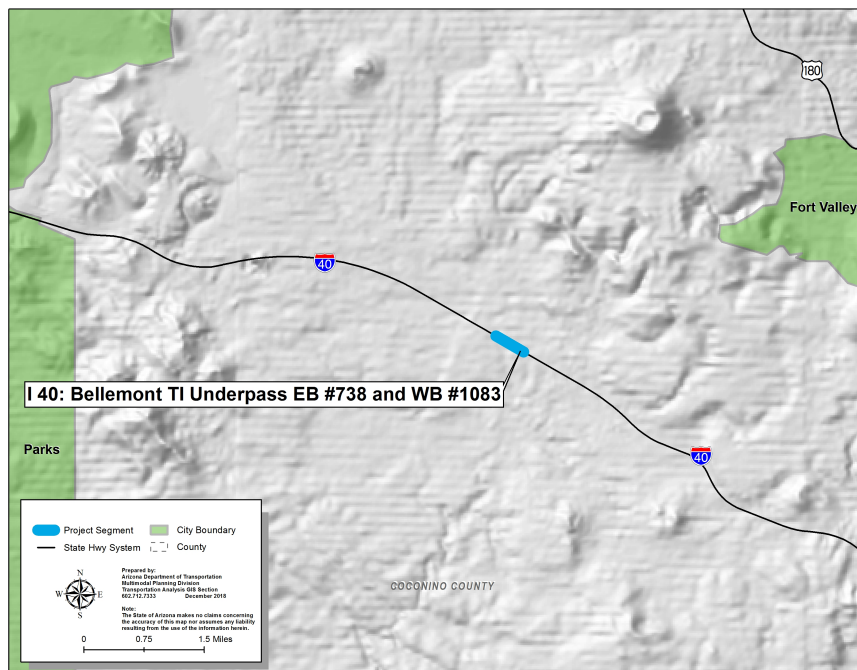 180
Fort Valley
40
I 40: Bellemont TI Underpass EB #738 and WB #1083
Parks
40
Project Segment
City Boundary
State Hwy System
County
N
W
E
S
Prepared by:
Arizona Department of Transportation
Multimodal Planning Division
Transportation Analysis GIS Section
602.712.7333 December 2018
Note:
The State of Arizona makes no claims concerning
the accuracy of this map nor assumes any liability
resulting from the use of the information herein.
0 0.75 1.5 Miles
COCONINO COUNTY